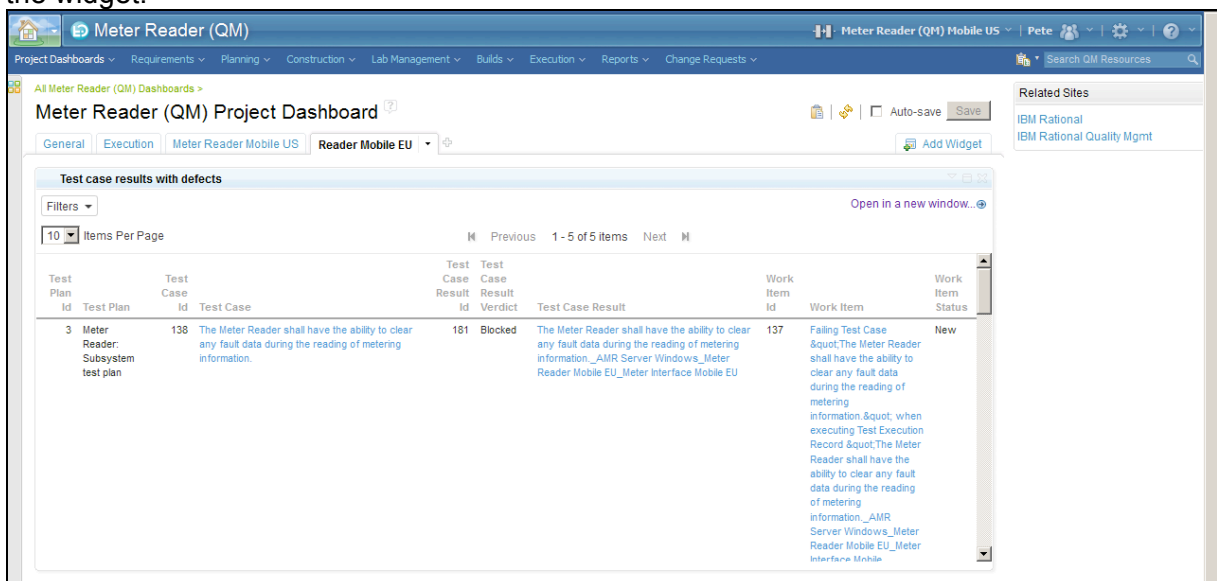 the widget.
Meter Reader (QM)
Meter Reader (QM) Mobile US | Pete
Project Dashboards Requirements Planning Construction Lab Management Builds Execution Reports Change Requests Search QM Resources
All Meter Reader (QM) Dashboards >
Meter Reader (QM) Project Dashboard ?
Auto-save Save
General Execution Meter Reader Mobile US Reader Mobile EU Add Widget
Related Sites
IBM Rational
IBM Rational Quality Mgmt
Test case results with defects
Filters Open in a new window...
10 Items Per Page Previous 1 - 5 of 5 items Next
Test Plan Id
Test Plan
Test Case Id
Test Case
Test Case Result Id
Test Case Result Verdict
Test Case Result
Work Item Id
Work Item
Work Item Status
3
Meter
Reader:
Subsystem
test plan
138
The Meter Reader shall have the ability to clear
any fault data during the reading of metering
information.
181
Blocked
The Meter Reader shall have the ability to clear
any fault data during the reading of metering
information._AMR Server Windows_Meter
Reader Mobile EU_Meter Interface Mobile EU
137
Failing Test Case
&quot;The Meter Reader
shall have the ability to
clear any fault data
during the reading of
metering
information.&quot; when
executing Test Execution
Record &quot;The Meter
Reader shall have the
ability to clear any fault
data during the reading
of metering
information._AMR
Server Windows_Meter
Reader Mobile EU_Meter
Interface Mobile
New